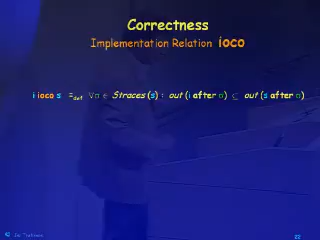 Correctness
Implementation Relation ioco
i ioco s =def ∀σ ∈ Straces (s) : out (i after σ) ⊆ out (s after σ)
© Jan Tretmans
22